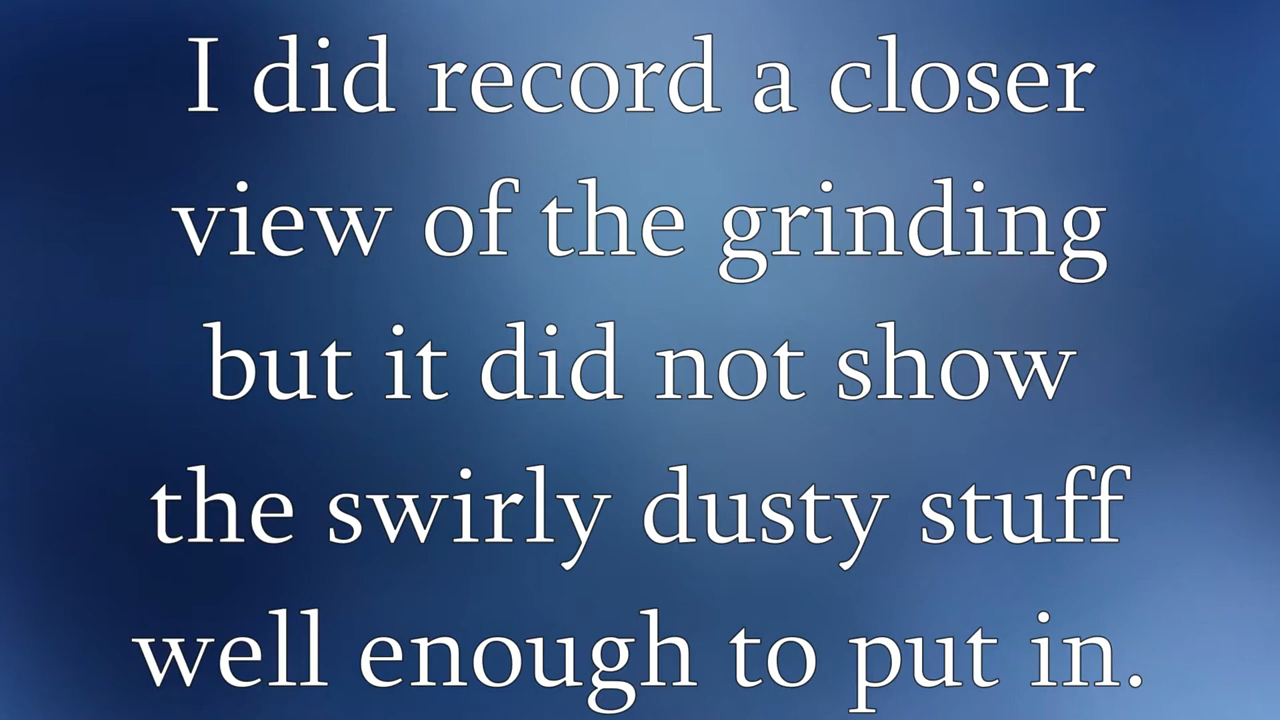 I did record a closer
view of the grinding
but it did not show
the swirly dusty stuff
well enough to put in.